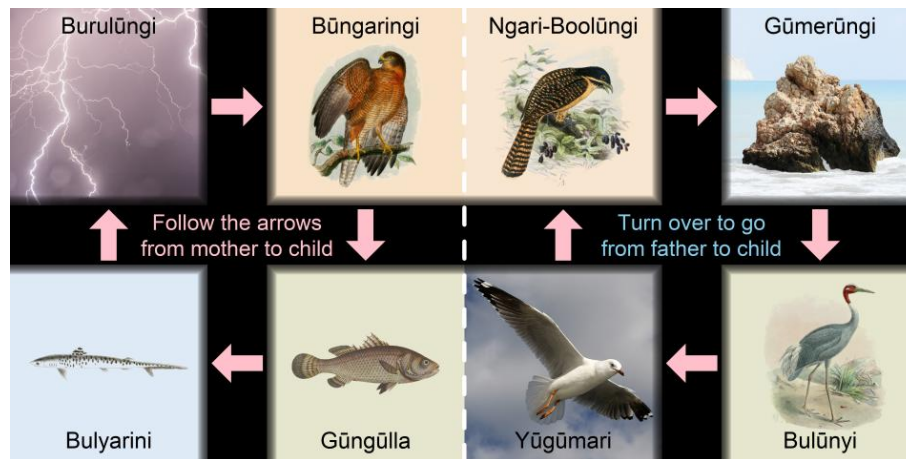 Burulūngi
Būngaringi
Ngari-Boolūngi
Gūmerūngi
Follow the arrows
from mother to child
Turn over to go
from father to child
Bulyarini
Gūngūlla
Yūgūmari
Bulūnyi